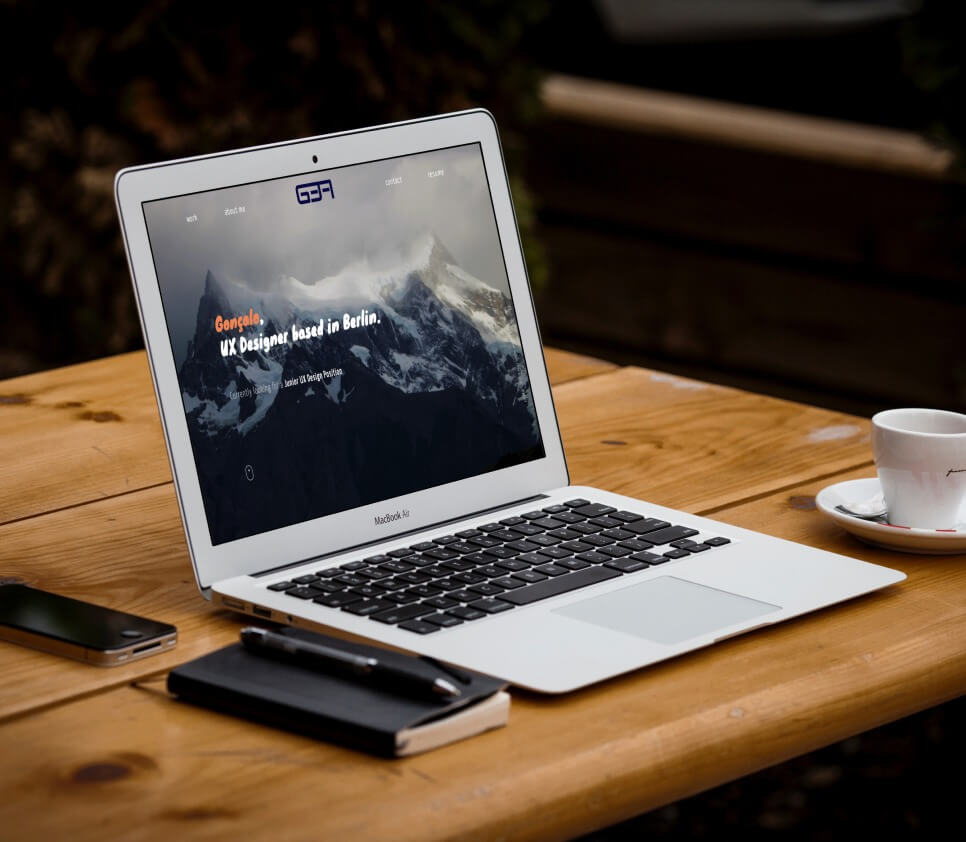 work
about me
G3A
contact
resume
Gonçalo,
UX Designer based in Berlin.
Currently looking for a Junior UX Design Position
MacBook Air